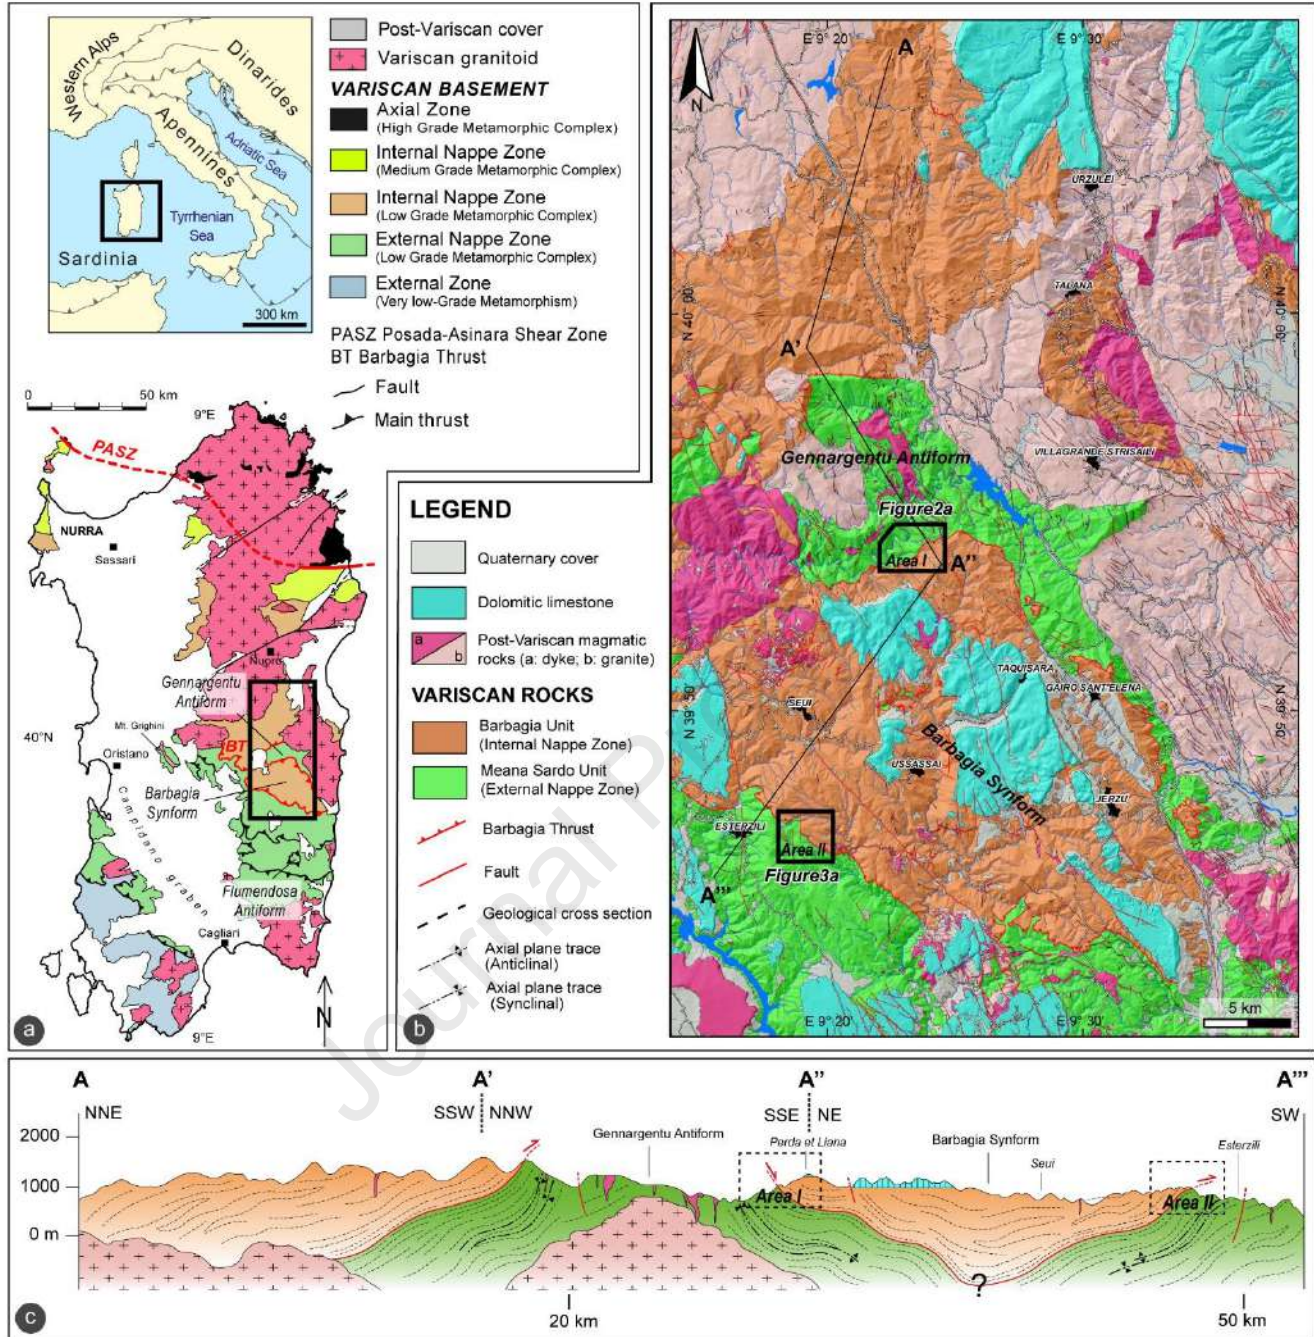 Western Alps
Dinarides
Apennines
Adriatic Sea
Tyrrhenian
Sea
Sardinia
300 km
Post-Variscan cover
Variscan granitoid
VARISCAN BASEMENT
Axial Zone
(High Grade Metamorphic Complex)
Internal Nappe Zone
(Medium Grade Metamorphic Complex)
Internal Nappe Zone
(Low Grade Metamorphic Complex)
External Nappe Zone
(Low Grade Metamorphic Complex)
External Zone
(Very low-Grade Metamorphism)
PASZ Posada-Asinara Shear Zone
BT Barbagia Thrust
Fault
Main thrust
0 50 km
9°E
PASZ
NURRA
Sassari
Nuoro
Gennargentu
Antiform
Mt. Grighini
40°N
Oristano
BT
Barbagia
Synform
Campidano graben
Flumendosa
Antiform
Cagliari
9°E
N
a
LEGEND
Quaternary cover
Dolomitic limestone
a
b
Post-Variscan magmatic
rocks (a: dyke; b: granite)
VARISCAN ROCKS
Barbagia Unit
(Internal Nappe Zone)
Meana Sardo Unit
(External Nappe Zone)
Barbagia Thrust
Fault
Geological cross section
Axial plane trace
(Anticlinal)
Axial plane trace
(Synclinal)
b
E 9° 20'
E 9° 30'
A
URZULEI
TALANA
N 40° 00'
N 40° 00'
A'
Gennargentu Antiform
VILLAGRANDE STRISAILI
Figure2a
Area I
A''
TAQUISARA
GAIRO SANT'ELENA
SEUI
N 39° 50'
USSASSAI
Barbagia Synform
JERZU
ESTERZILI
Area II
Figure3a
A'''
E 9° 20'
E 9° 30'
5 km
Journal Pr
A
A'
A''
A'''
NNE
SSW
NNW
SSE
NE
SW
2000
1000
0 m
Gennargentu Antiform
Perda et Liana
Barbagia Synform
Seui
Esterzili
Area I
Area II
?
20 km
50 km
c